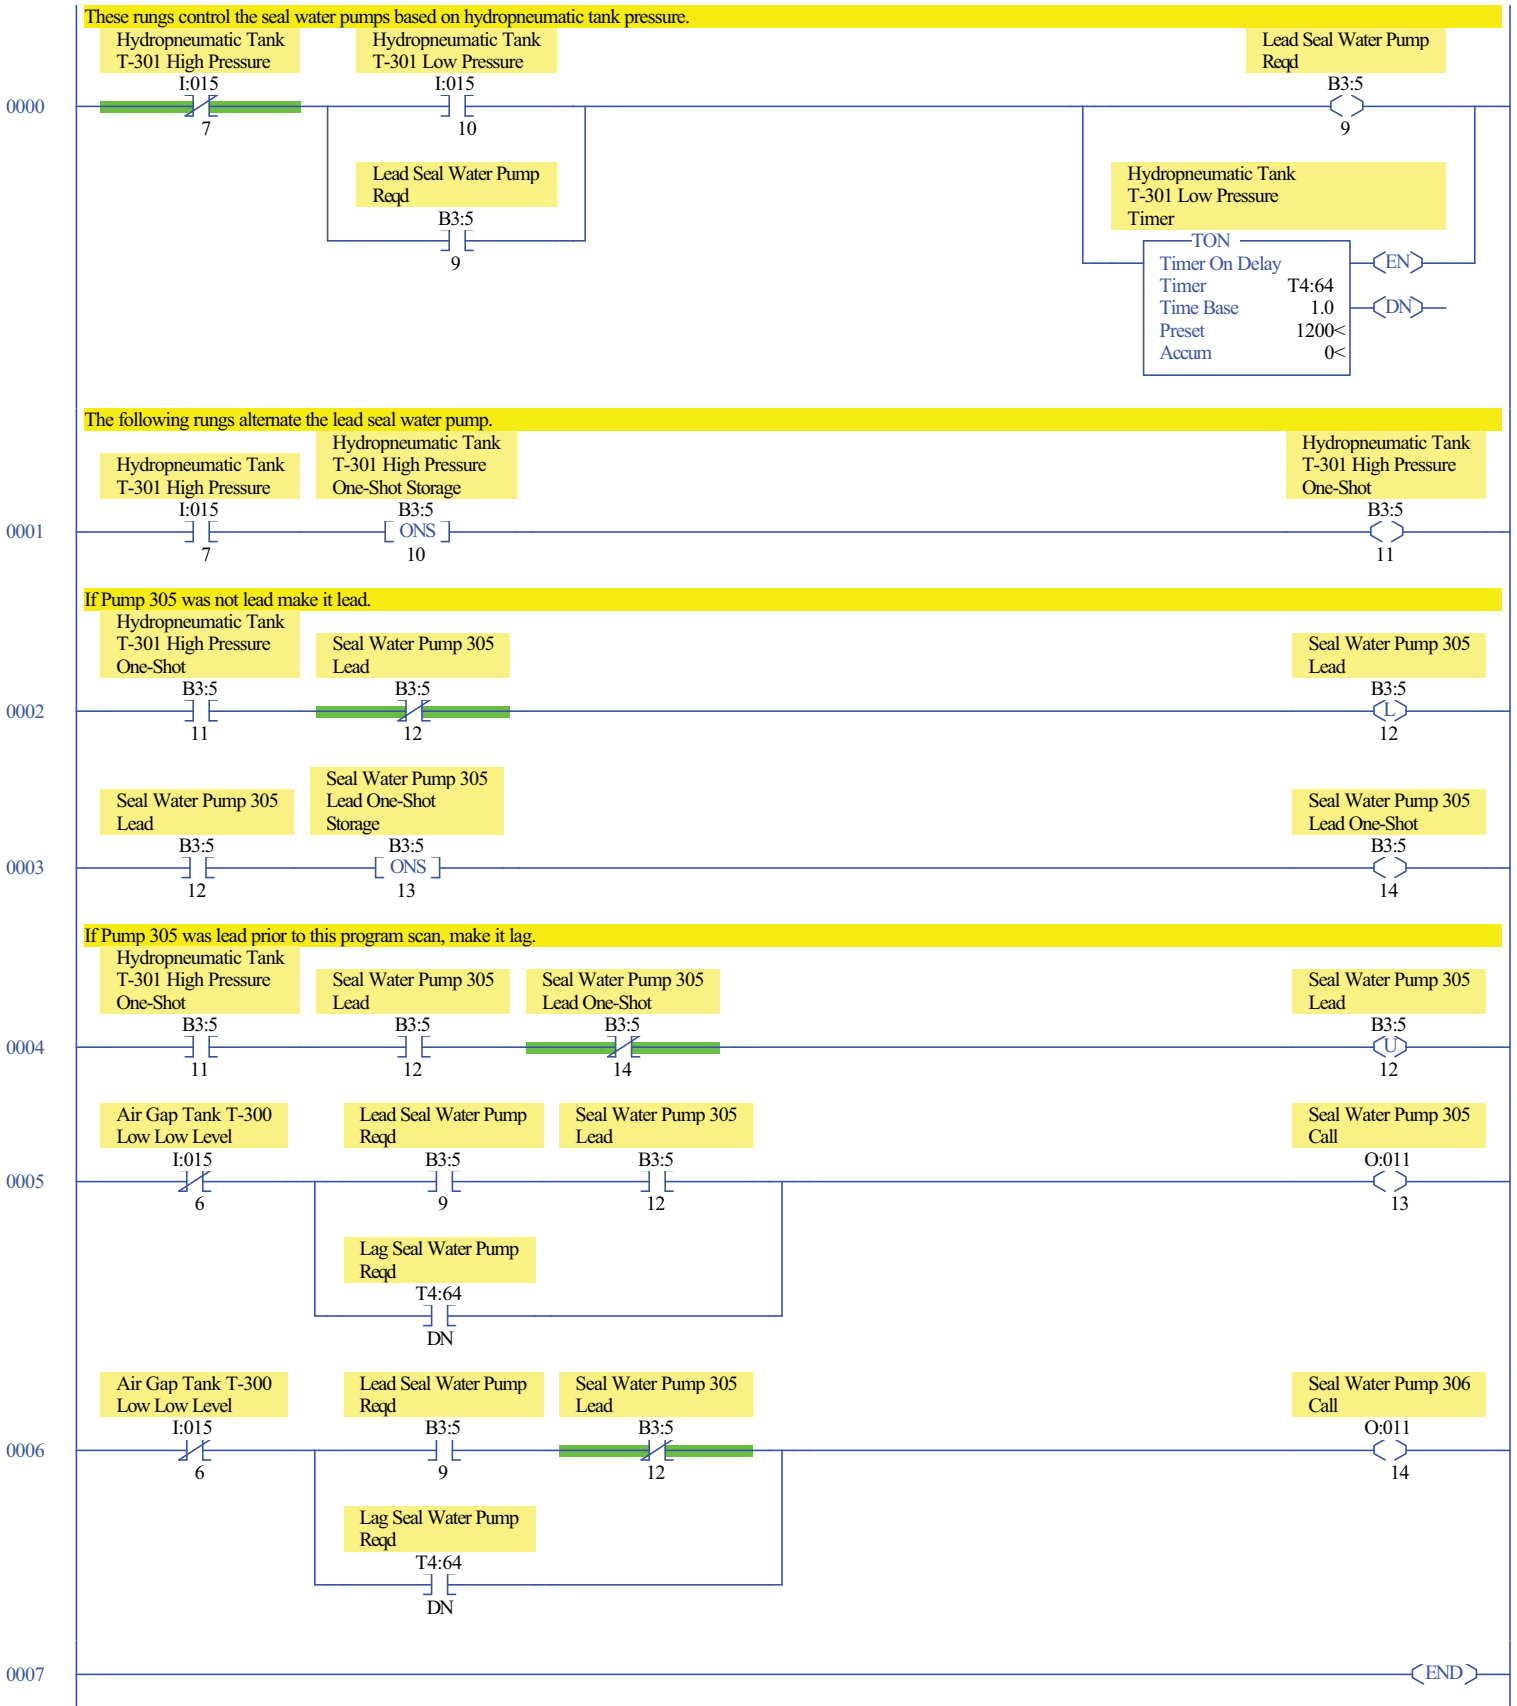 These rungs control the seal water pumps based on hydropneumatic tank pressure.
Hydropneumatic Tank
T-301 High Pressure
I:015
7
Hydropneumatic Tank
T-301 Low Pressure
I:015
10
Lead Seal Water Pump
Reqd
B3:5
9
0000
Lead Seal Water Pump
Reqd
B3:5
9
Hydropneumatic Tank
T-301 Low Pressure
Timer
TON
Timer On Delay
Timer T4:64
Time Base 1.0
Preset 1200<
Accum 0<
EN
DN
The following rungs alternate the lead seal water pump.
0001
Hydropneumatic Tank
T-301 High Pressure
I:015
7
Hydropneumatic Tank
T-301 High Pressure
One-Shot Storage
B3:5
ONS
10
Hydropneumatic Tank
T-301 High Pressure
One-Shot
B3:5
11
If Pump 305 was not lead make it lead.
0002
Hydropneumatic Tank
T-301 High Pressure
One-Shot
B3:5
11
Seal Water Pump 305
Lead
B3:5
12
Seal Water Pump 305
Lead
B3:5
L
12
0003
Seal Water Pump 305
Lead
B3:5
12
Seal Water Pump 305
Lead One-Shot
Storage
B3:5
ONS
13
Seal Water Pump 305
Lead One-Shot
B3:5
14
If Pump 305 was lead prior to this program scan, make it lag.
0004
Hydropneumatic Tank
T-301 High Pressure
One-Shot
B3:5
11
Seal Water Pump 305
Lead
B3:5
12
Seal Water Pump 305
Lead One-Shot
B3:5
14
Seal Water Pump 305
Lead
B3:5
U
12
0005
Air Gap Tank T-300
Low Low Level
I:015
6
Lead Seal Water Pump
Reqd
B3:5
9
Seal Water Pump 305
Lead
B3:5
12
Seal Water Pump 305
Call
O:011
13
Lag Seal Water Pump
Reqd
T4:64
DN
0006
Air Gap Tank T-300
Low Low Level
I:015
6
Lead Seal Water Pump
Reqd
B3:5
9
Seal Water Pump 305
Lead
B3:5
12
Seal Water Pump 306
Call
O:011
14
Lag Seal Water Pump
Reqd
T4:64
DN
0007
END